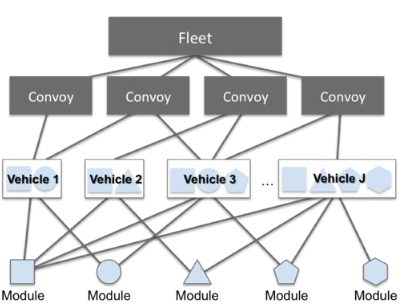 Fleet
Convoy Convoy Convoy Convoy
Vehicle 1 Vehicle 2 Vehicle 3 ... Vehicle J
Module Module Module Module Module